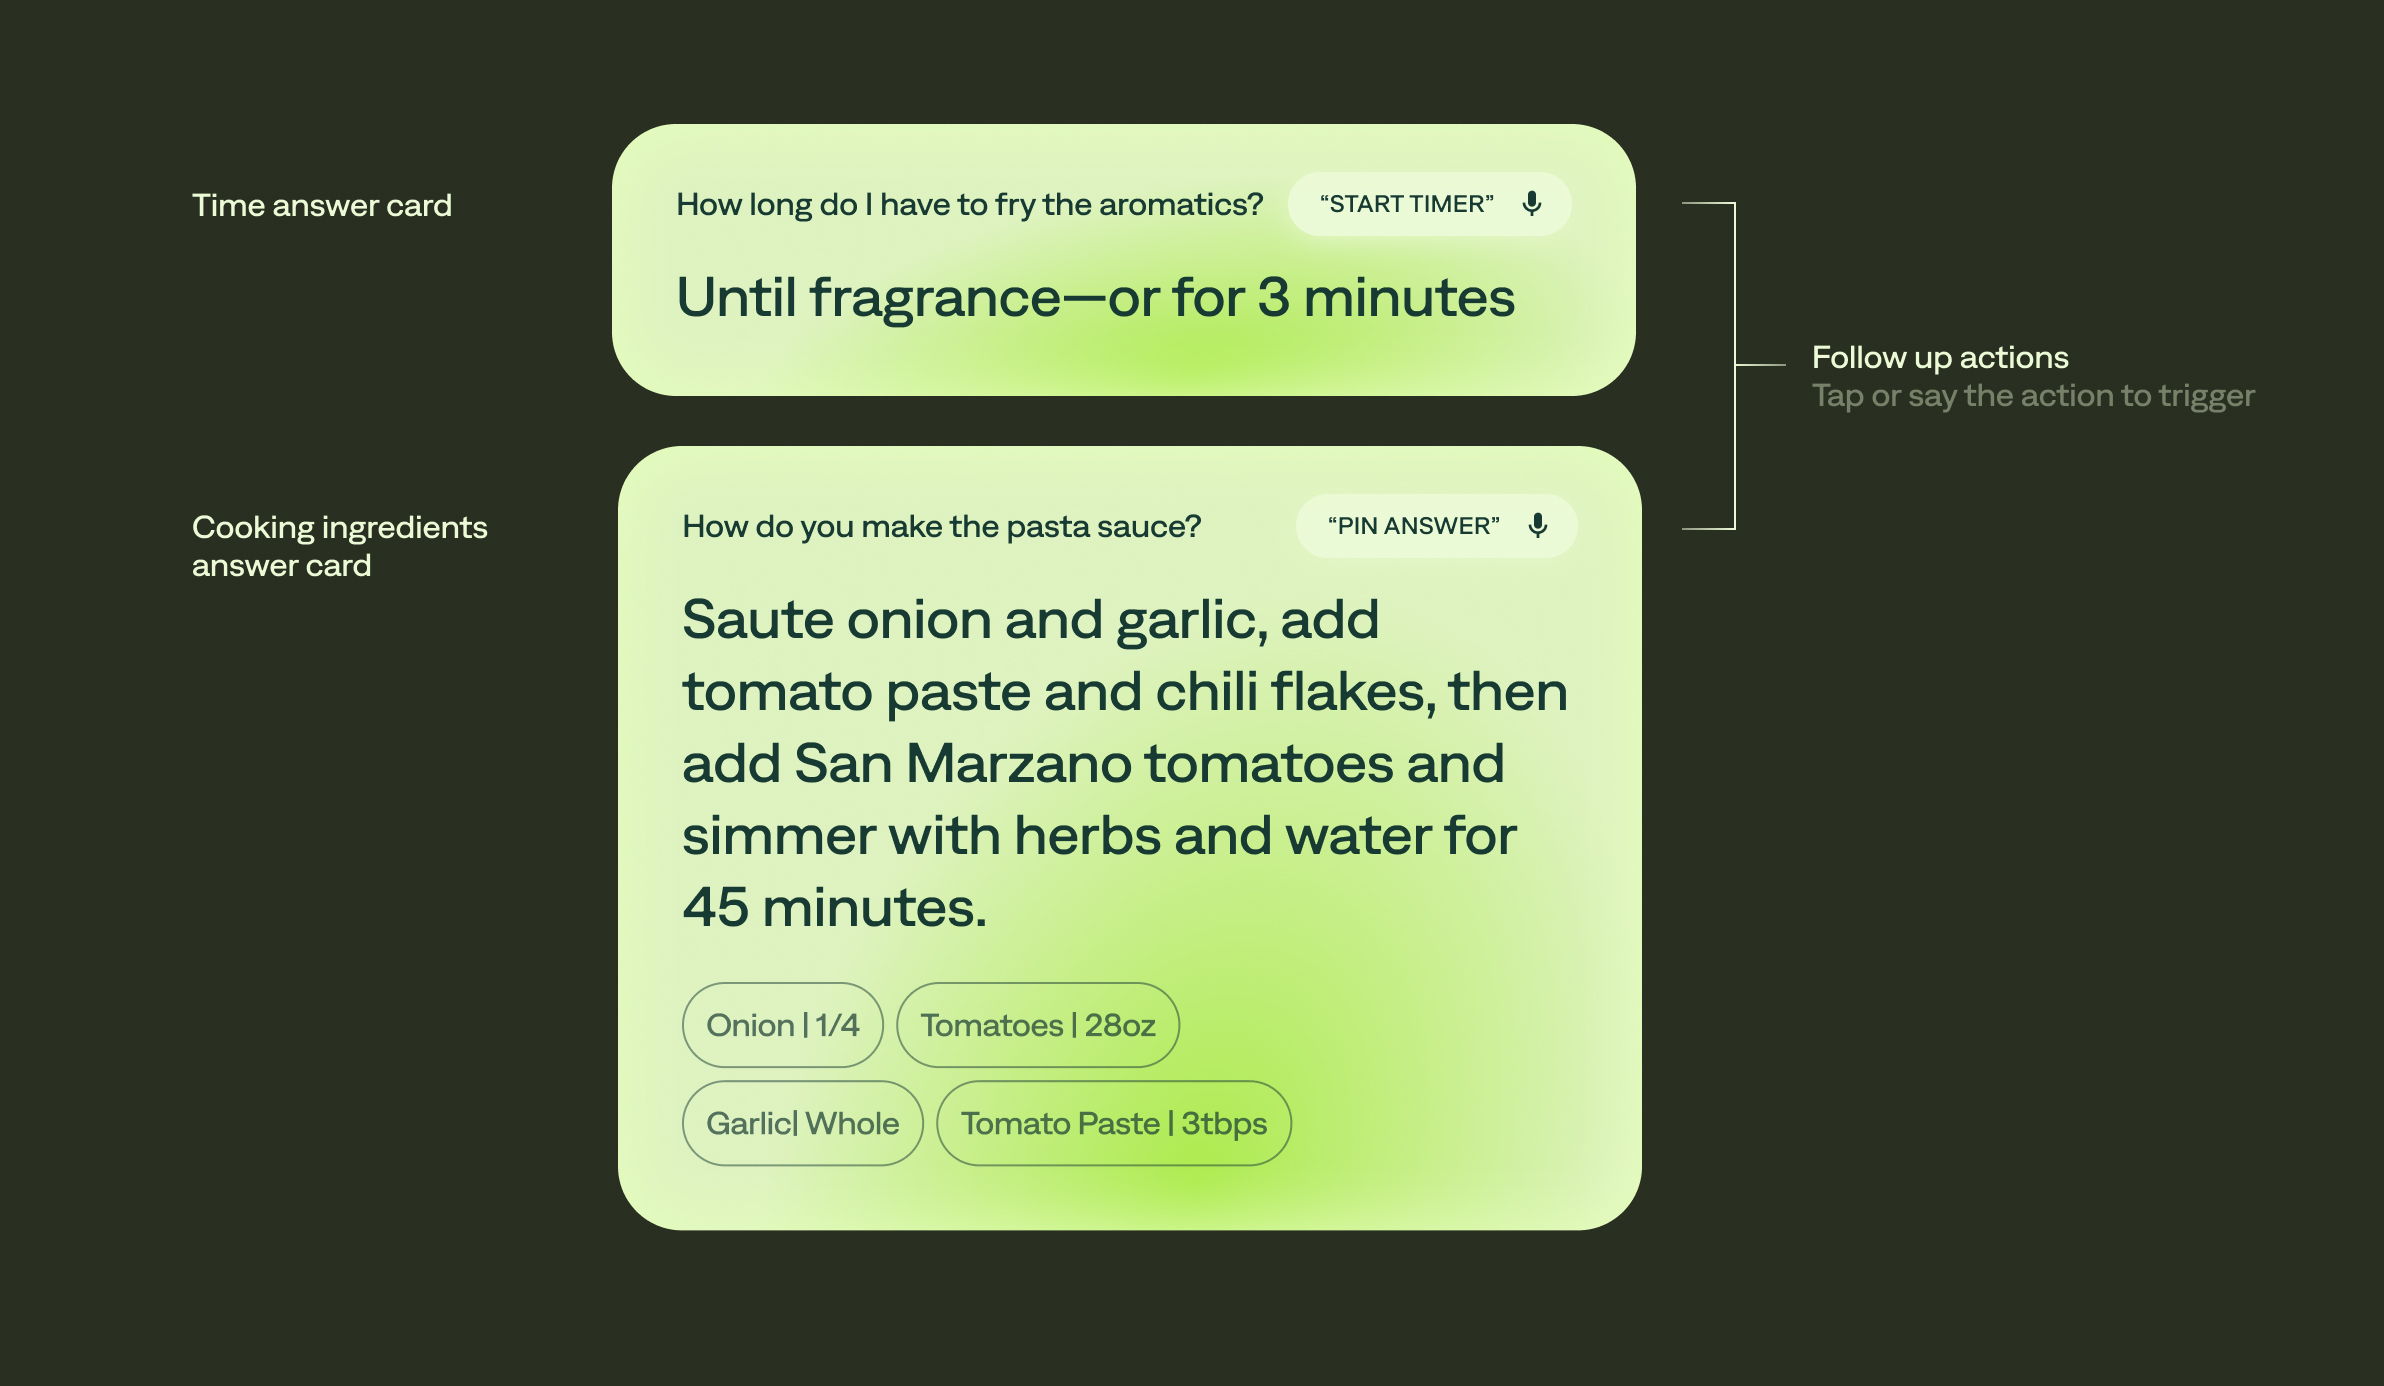 Time answer card
How long do I have to fry the aromatics?
“START TIMER”
Until fragrance—or for 3 minutes
Follow up actions
Tap or say the action to trigger
Cooking ingredients
answer card
How do you make the pasta sauce?
“PIN ANSWER”
Saute onion and garlic, add
tomato paste and chili flakes, then
add San Marzano tomatoes and
simmer with herbs and water for
45 minutes.
Onion | 1/4
Tomatoes | 28oz
Garlic| Whole
Tomato Paste | 3tbps